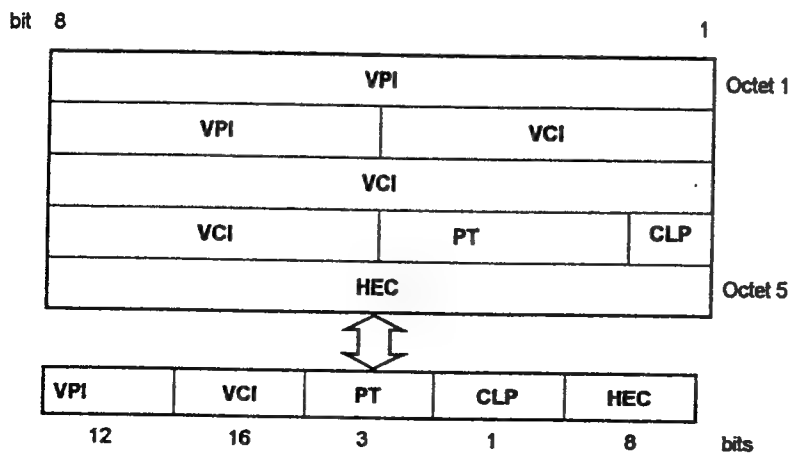 bit 8 1
VPI Octet 1
VPI VCI
VCI
VCI PT CLP
HEC Octet 5
VPI VCI PT CLP HEC
12 16 3 1 8 bits